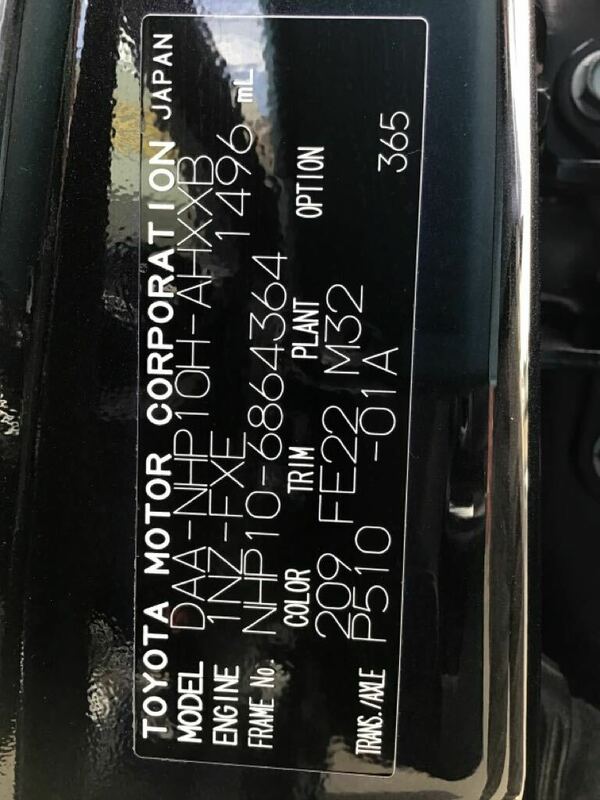 TOYOTA MOTOR CORPORATION JAPAN
MODEL DAA-NHP10H-AHXXB
ENGINE 1NZ-FXE 1496 mL
FRAME No. NHP10-6864364
COLOR TRIM PLANT OPTION
209 FE22 M32
TRANS./AXLE P510 -01A 365